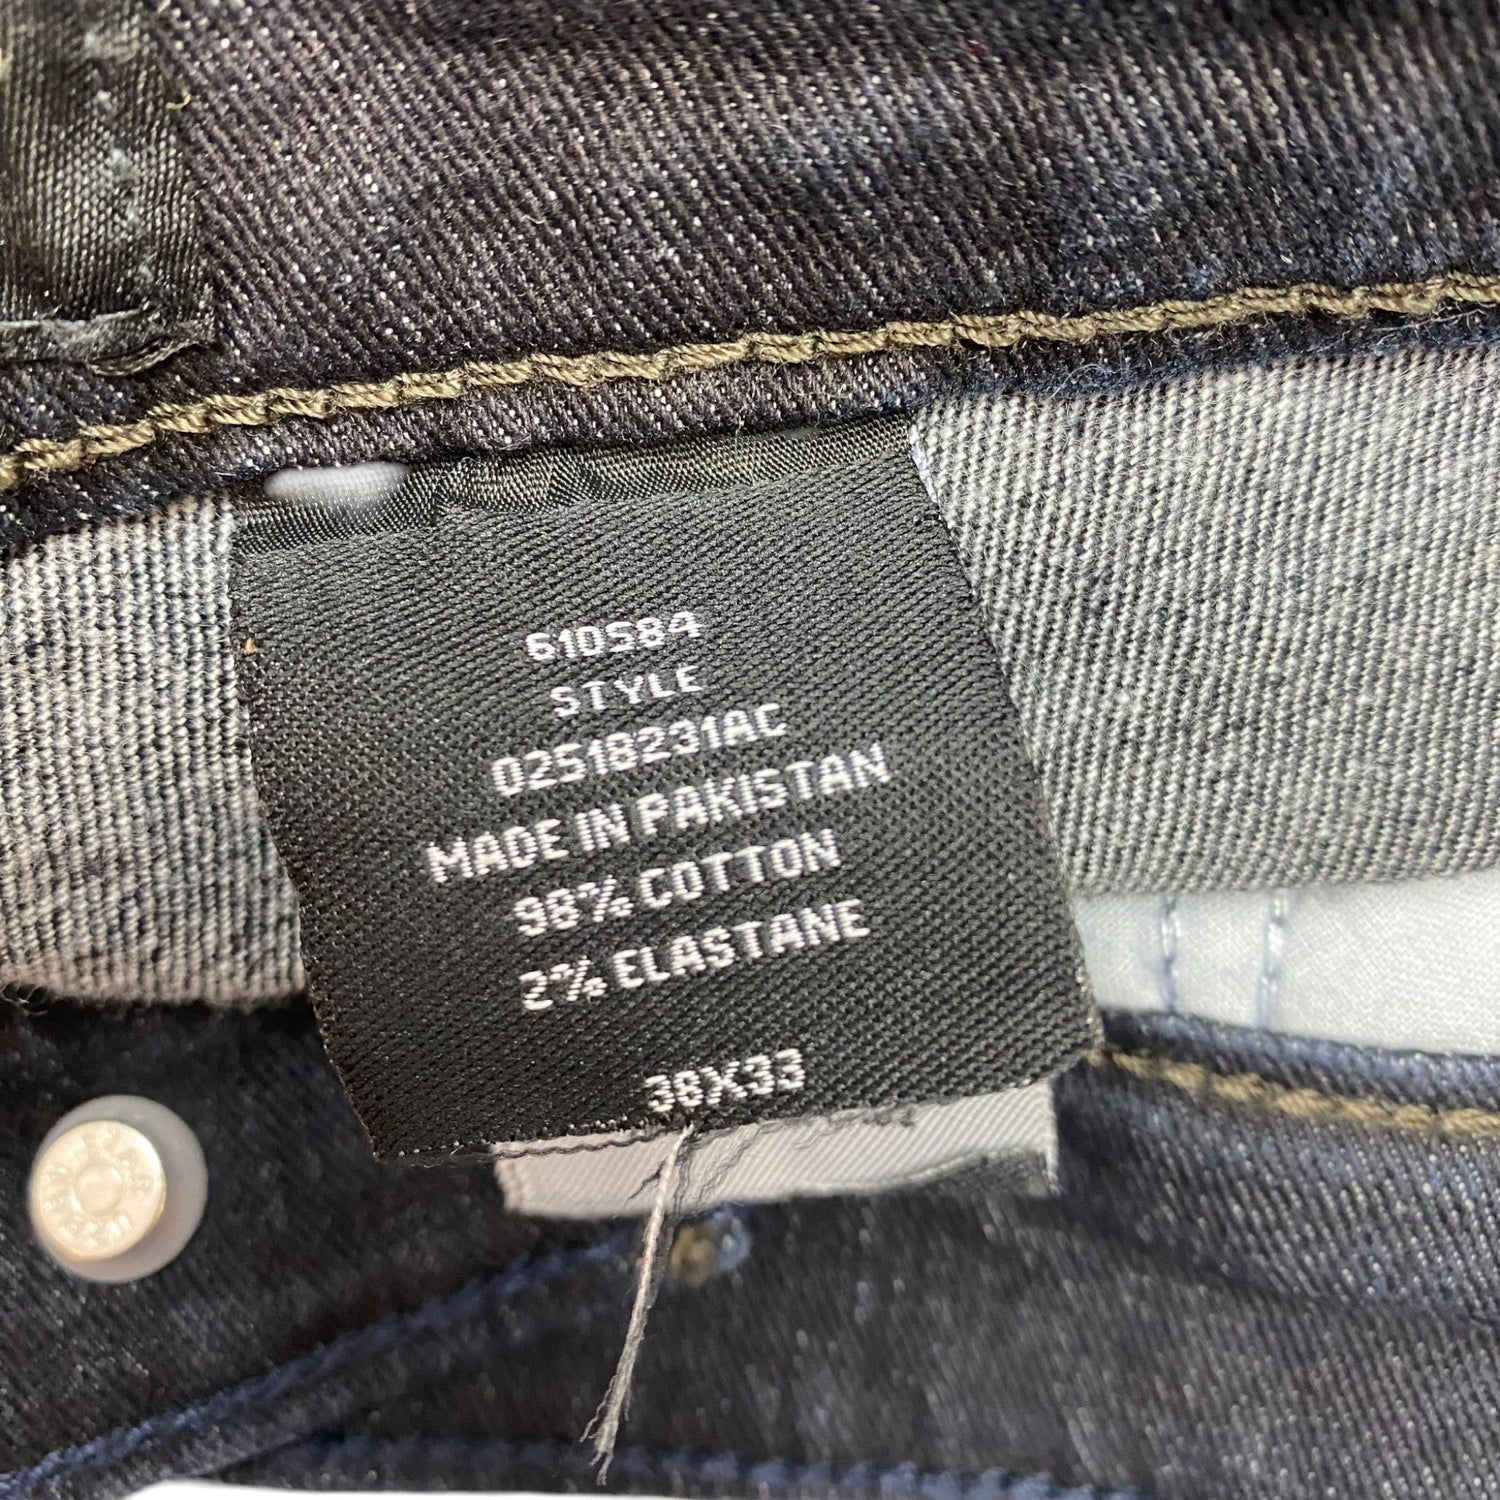 610584
STYLE
02518231AC
MADE IN PAKISTAN
98% COTTON
2% ELASTANE
38X33